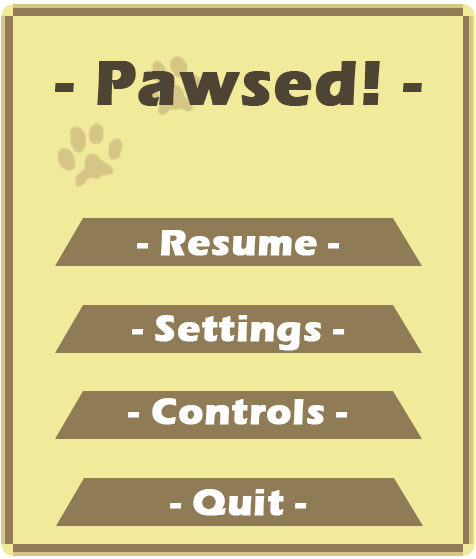 - Pawsed! -
- Resume -
- Settings -
- Controls -
- Quit -